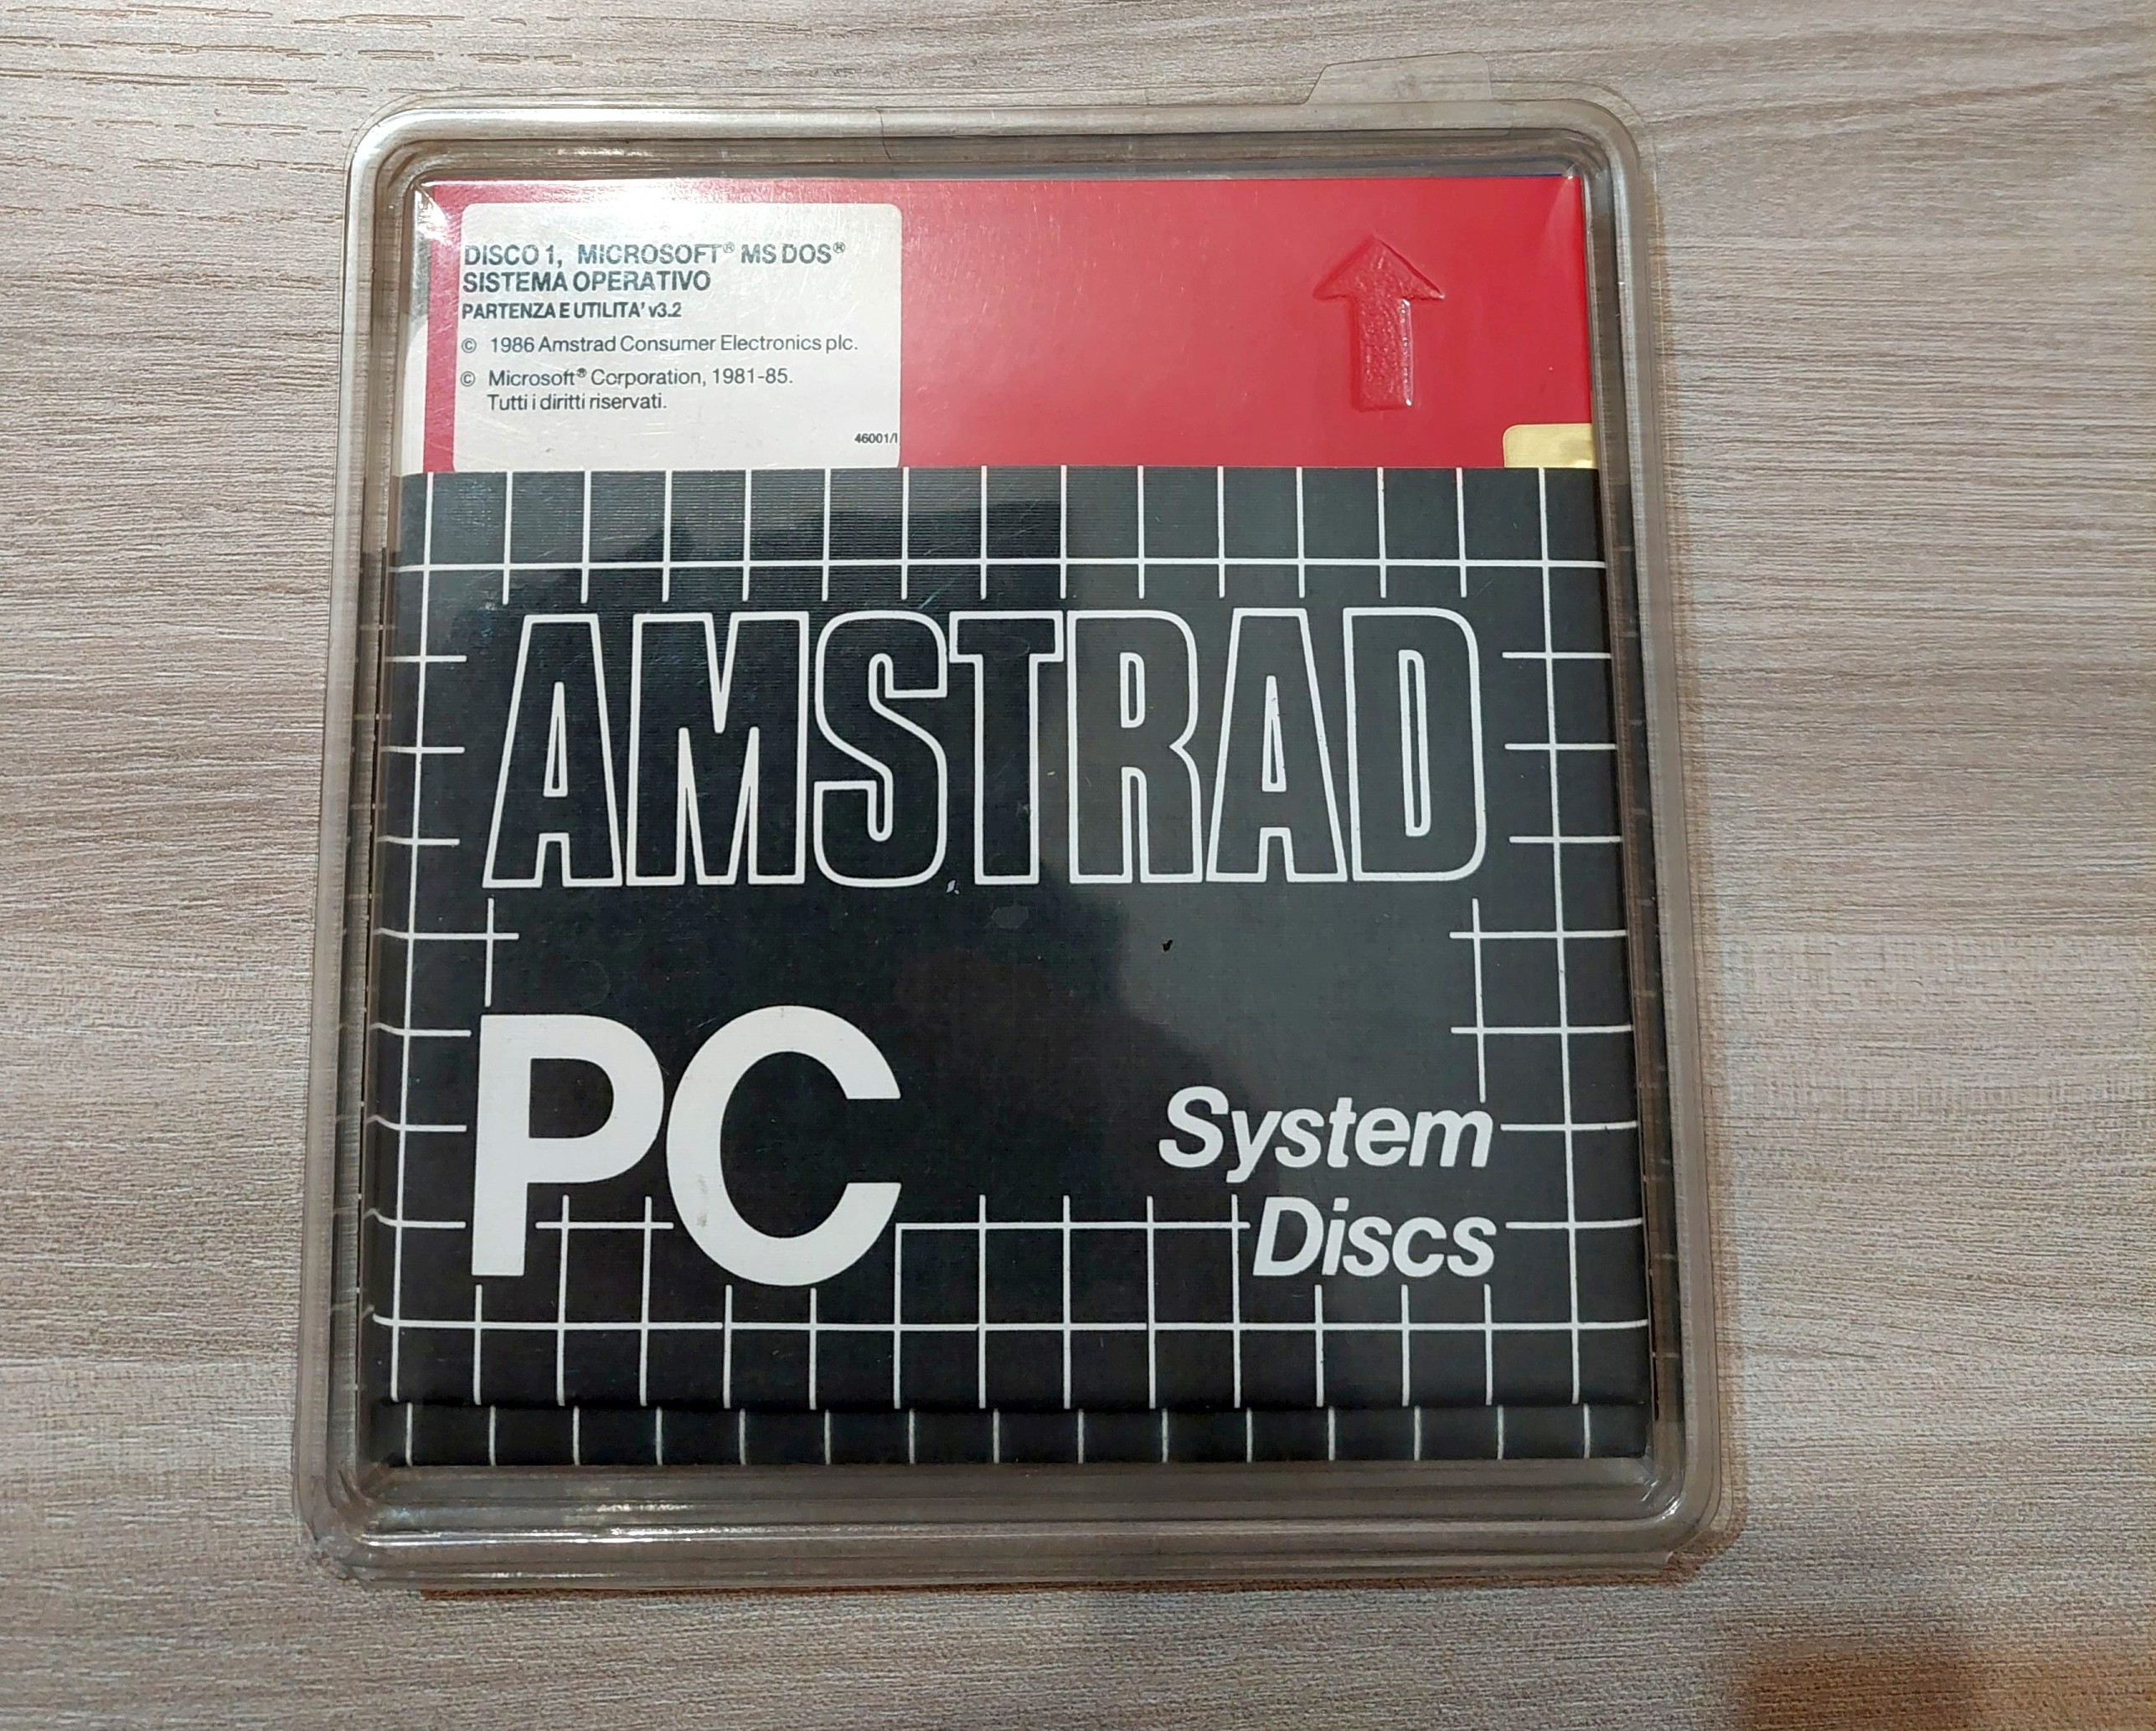 DISCO 1, MICROSOFT® MS DOS®
SISTEMA OPERATIVO
PARTENZA E UTILITA' v3.2
© 1986 Amstrad Consumer Electronics plc.
© Microsoft® Corporation, 1981-85.
Tutti i diritti riservati.
46001/I
AMSTRAD
PC
System
Discs